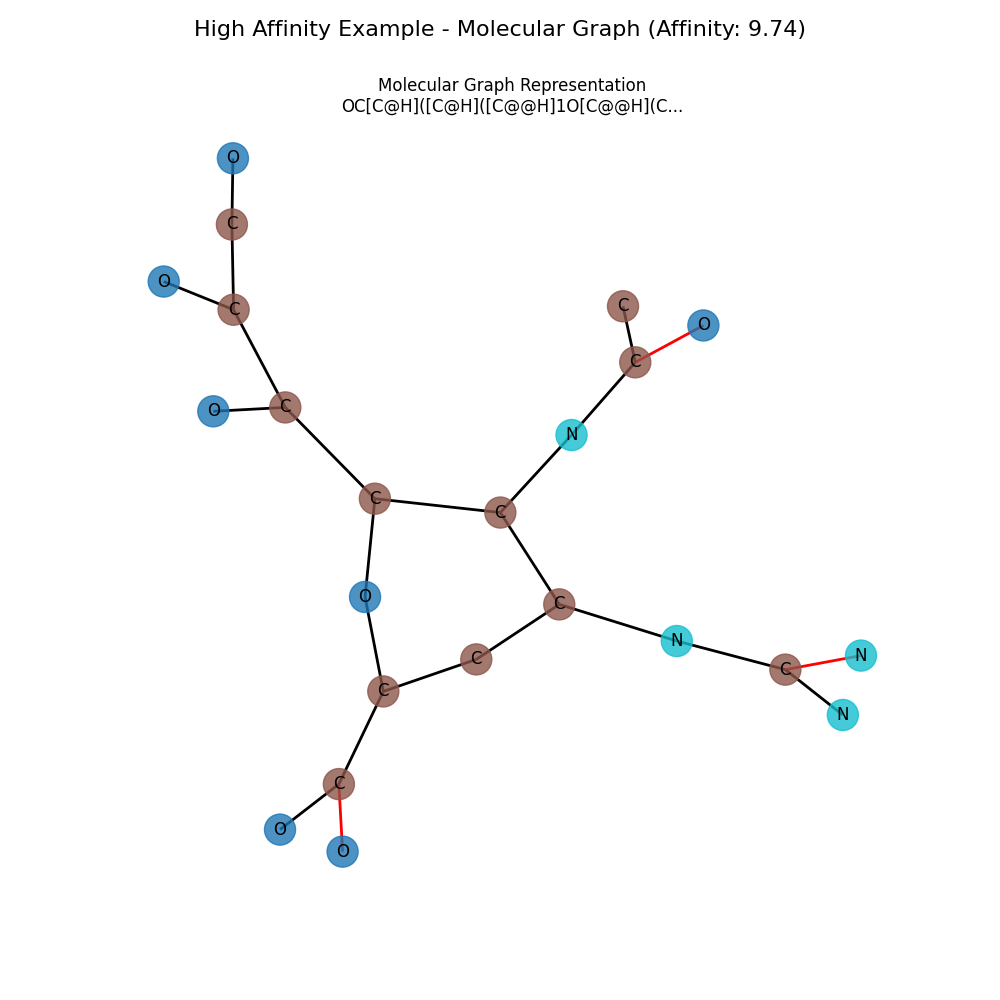 High Affinity Example - Molecular Graph (Affinity: 9.74)
Molecular Graph Representation
OC[C@H]([C@H]([C@@H]1O[C@@H](C...
O
C
O
C
C
O
C
O
C
N
C
C
O
C
C
N
C
N
N
C
C
O
O